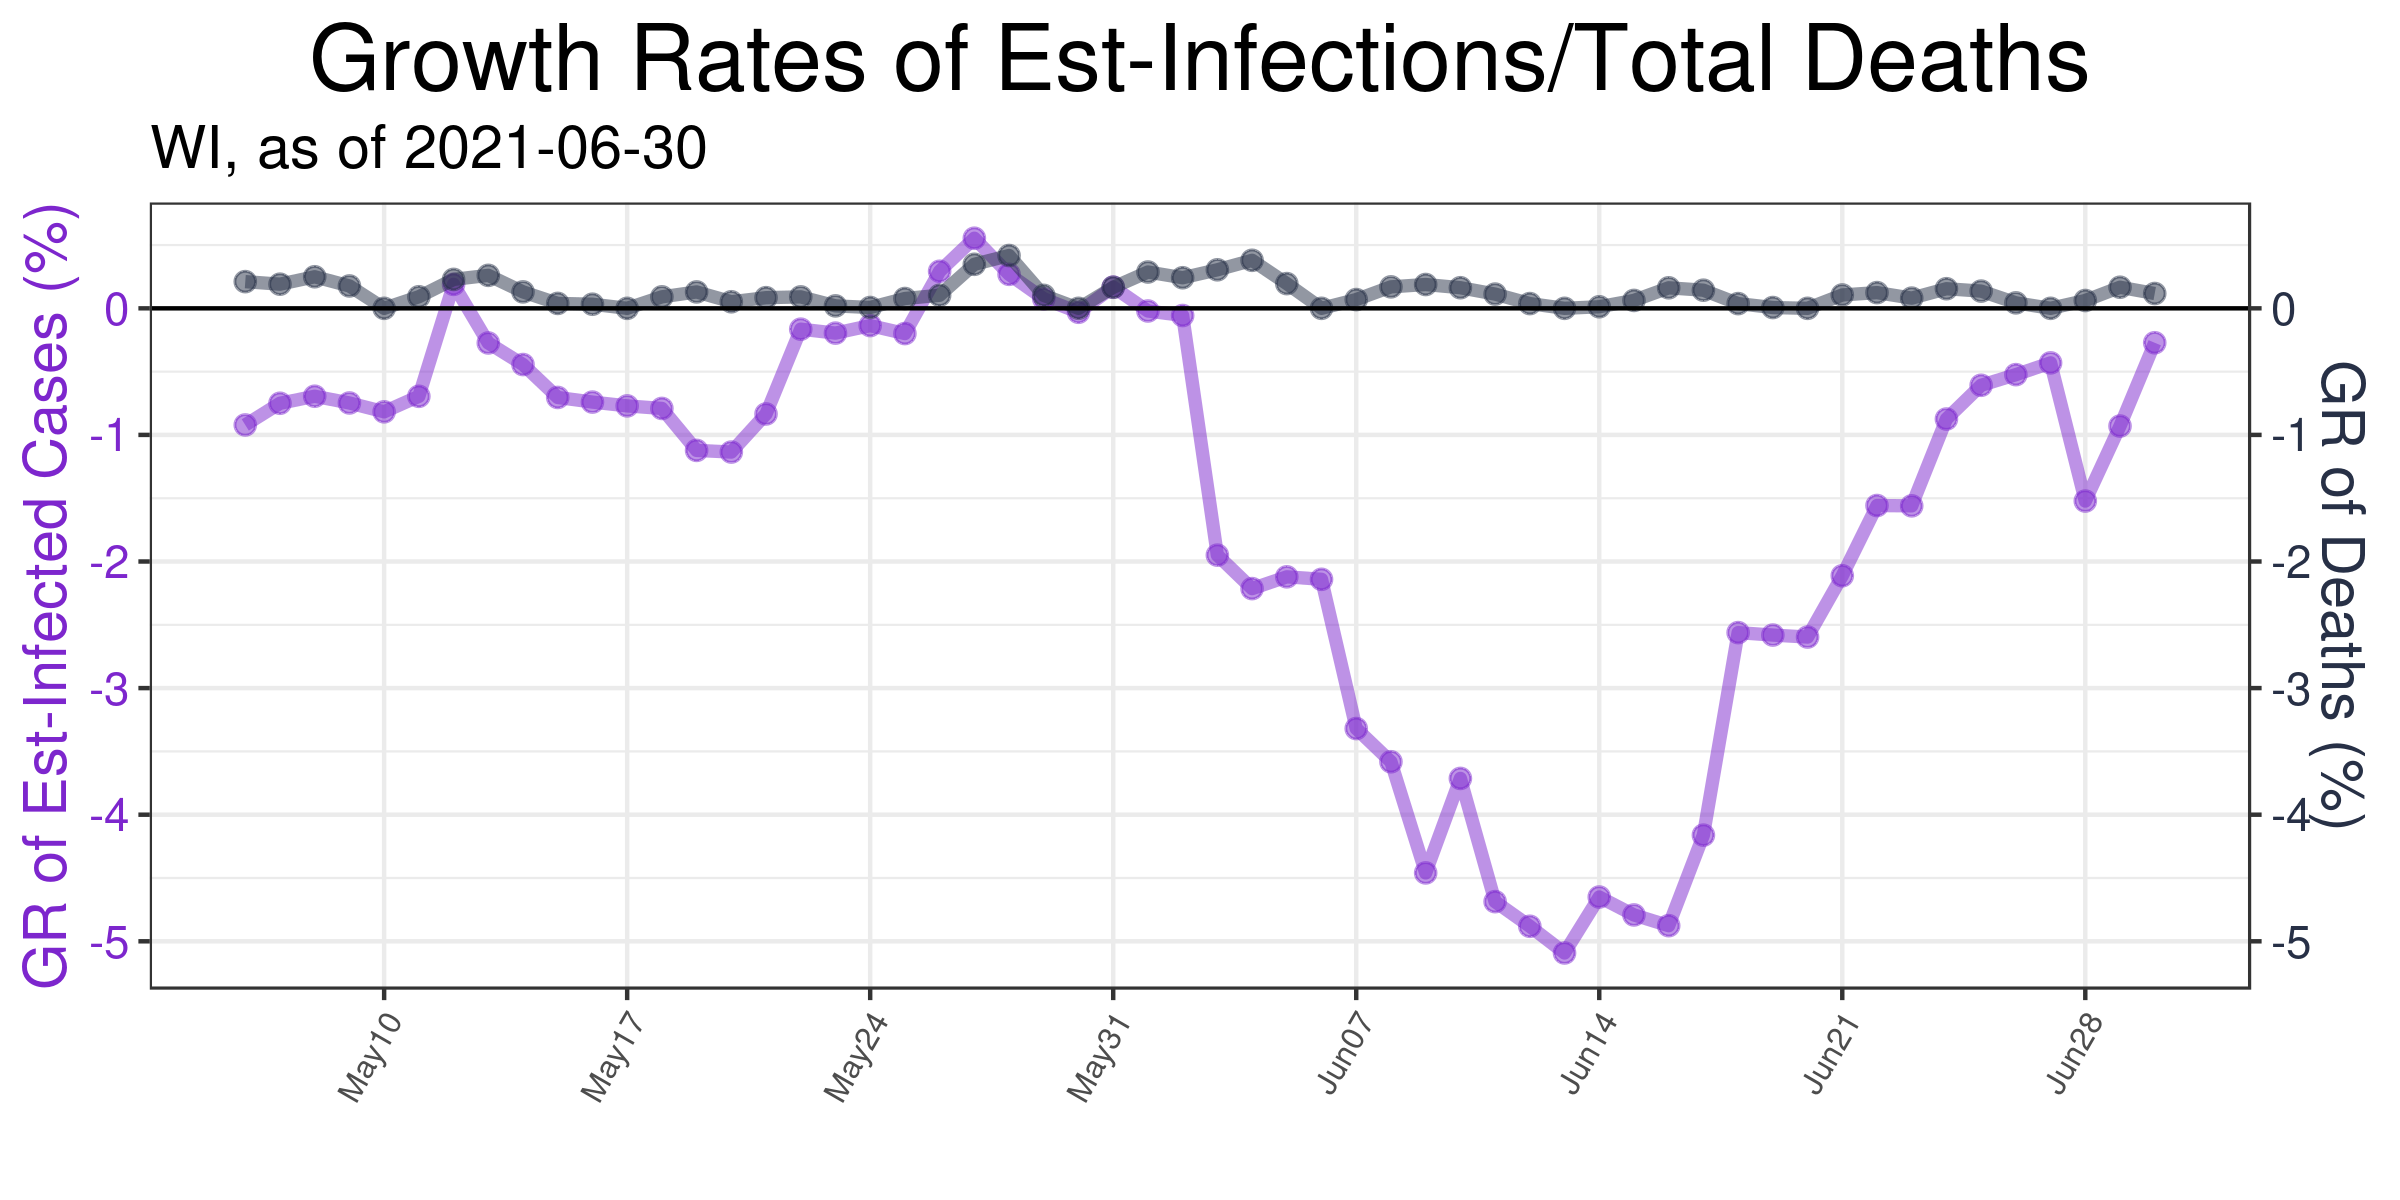 Growth Rates of Est-Infections/Total Deaths
WI, as of 2021-06-30
GR of Est-Infected Cases (%)
0
-1
-2
-3
-4
-5
0
-1
-2
-3
-4
-5
GR of Deaths (%)
May10
May17
May24
May31
Jun07
Jun14
Jun21
Jun28